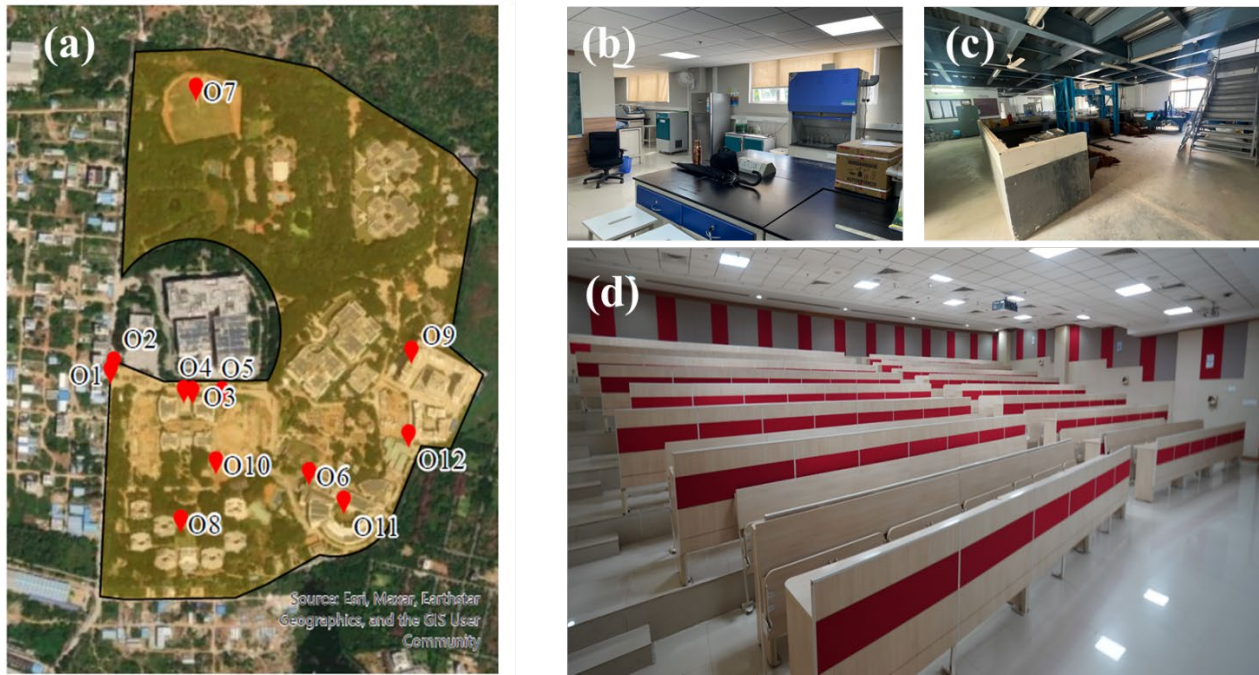 (a)
O7
O2
O1
O4
O5
O3
O9
O10
O12
O6
O8
O11
Source: Esri, Maxar, Earthstar
Geographics, and the GIS User
Community
(b)
(c)
(d)